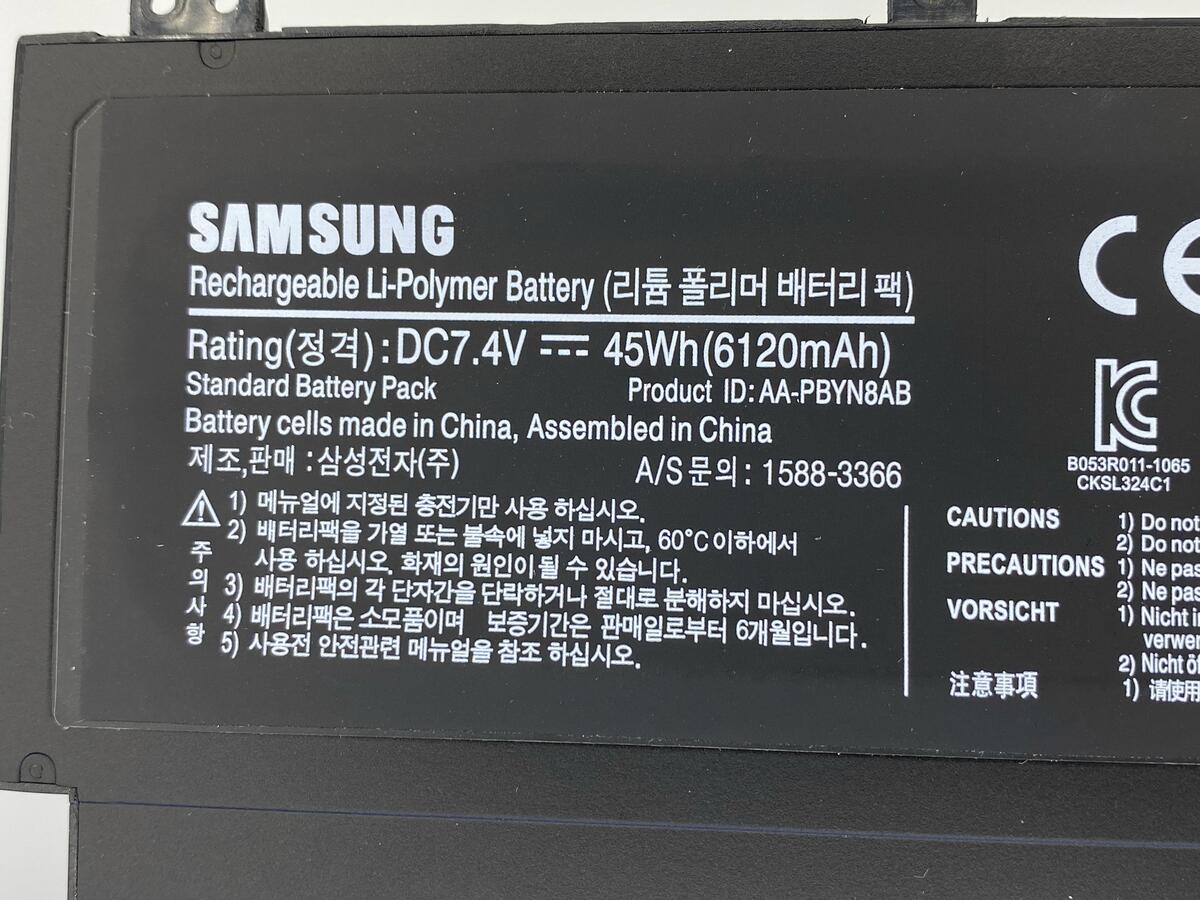 SAMSUNG
Rechargeable Li-Polymer Battery (리튬 폴리머 배터리 팩)
Rating(정격) : DC7.4V 45Wh(6120mAh)
Standard Battery Pack Product ID: AA-PBYN8AB
Battery cells made in China, Assembled in China
제조,판매 : 삼성전자(주) A/S 문의 : 1588-3366
주의사항
1) 메뉴얼에 지정된 충전기만 사용 하십시오.
2) 배터리팩을 가열 또는 불속에 넣지 마시고, 60°C이하에서
사용 하십시오. 화재의 원인이 될 수 있습니다.
3) 배터리팩의 각 단자간을 단락하거나 절대로 분해하지 마십시오.
4) 배터리팩은 소모품이며 보증기간은 판매일로부터 6개월입니다.
5) 사용전 안전관련 메뉴얼을 참조 하십시오.
CE
KC
B053R011-1065
CKSL324C1
CAUTIONS 1) Do not
2) Do not
PRECAUTIONS 1) Ne pas
2) Ne pas
VORSICHT 1) Nicht
2) Nicht
注意事項 1) 请使用